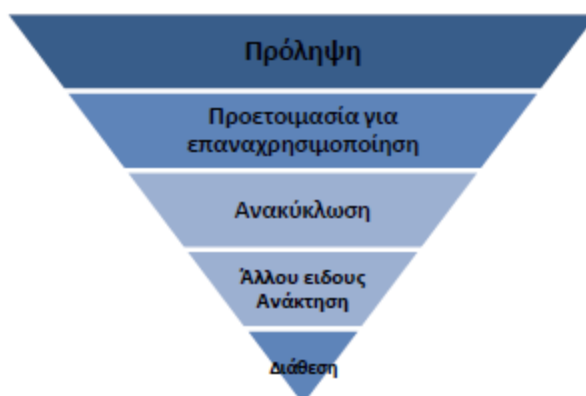 Πρόληψη
Προετοιμασία για
επαναχρησιμοποίηση
Ανακύκλωση
Άλλου ειδους
Ανάκτηση
Διάθεση